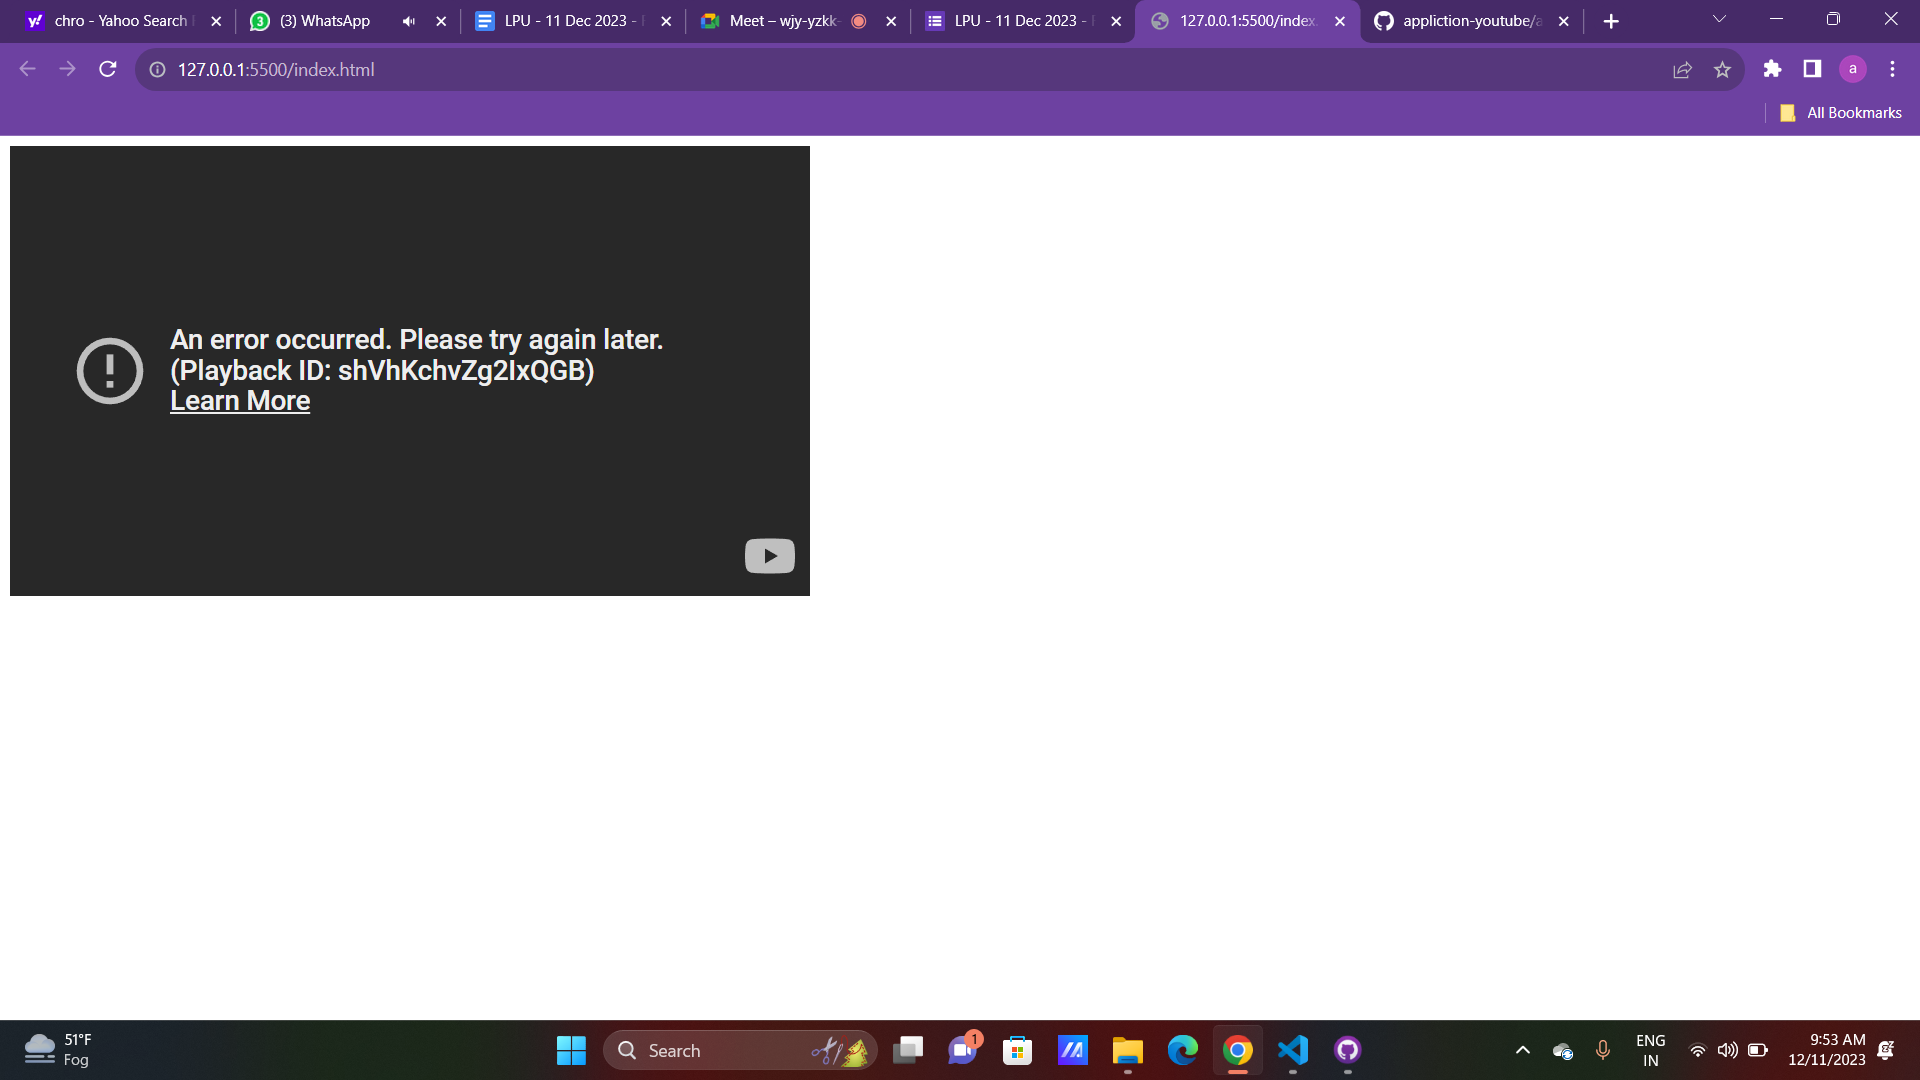 chro - Yahoo Search
(3) WhatsApp
LPU - 11 Dec 2023 -
Meet – wjy-yzkk-
LPU - 11 Dec 2023 -
127.0.0.1:5500/index.
appliction-youtube/a
127.0.0.1:5500/index.html
a
All Bookmarks
An error occurred. Please try again later.
(Playback ID: shVhKchvZg2IxQGB)
Learn More
51°F
Fog
Search
1
ENG
IN
9:53 AM
12/11/2023